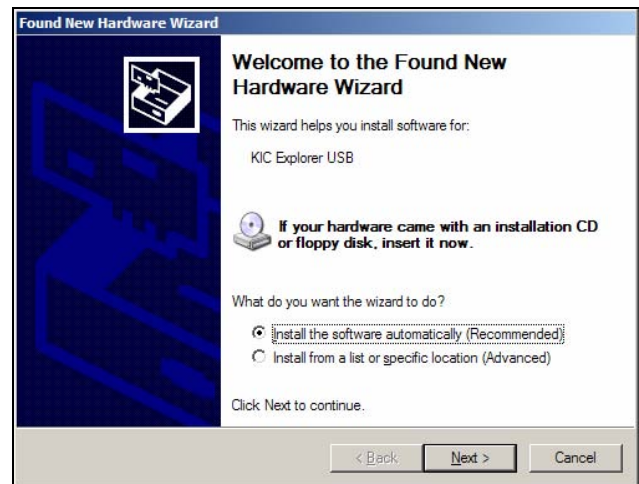 Found New Hardware Wizard
Welcome to the Found New
Hardware Wizard
This wizard helps you install software for:
KIC Explorer USB
If your hardware came with an installation CD
or floppy disk, insert it now.
What do you want the wizard to do?
Install the software automatically (Recommended)
Install from a list or specific location (Advanced)
Click Next to continue.
< Back Next > Cancel